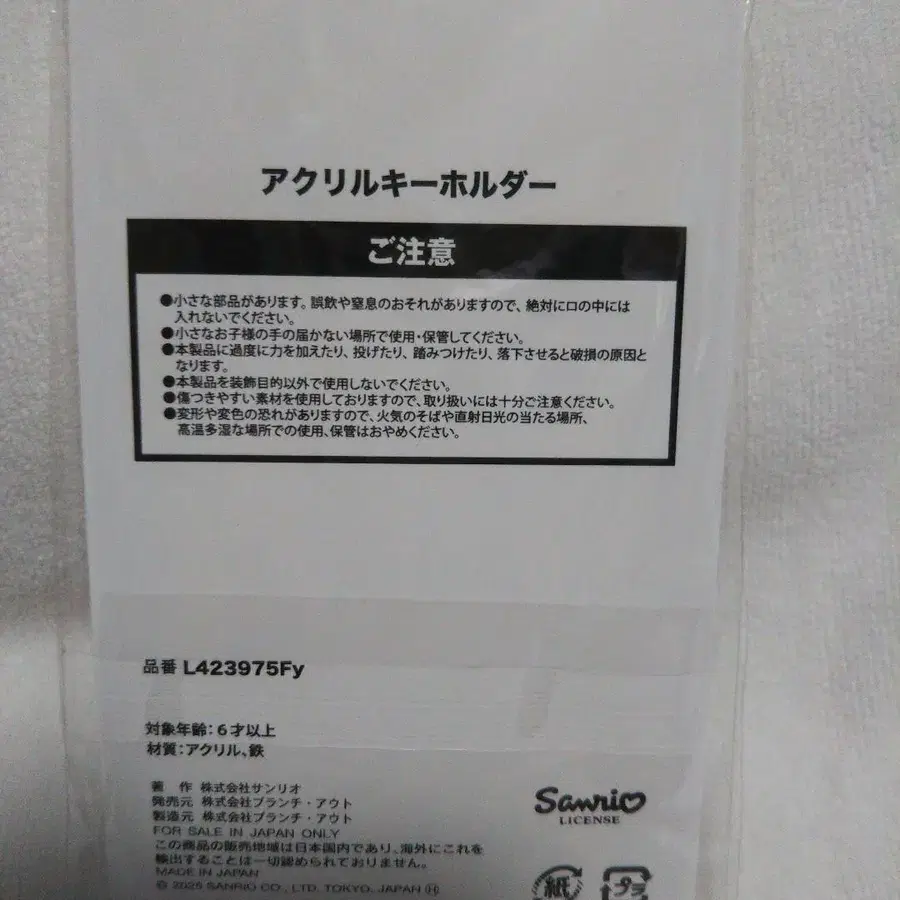 アクリルキーホルダー
ご注意
●小さな部品があります。誤飲や窒息のおそれがありますので、絶対に口の中には
入れないでください。
●小さなお子様の手の届かない場所で使用・保管してください。
●本製品に過度に力を加えたり、投げたり、踏みつけたり、落下させると破損の原因と
なります。
●本製品を装飾目的以外で使用しないでください。
●傷つきやすい素材を使用しておりますので、取り扱いには十分ご注意ください。
●変形や変色の恐れがありますので、火気のそばや直射日光の当たる場所、
高温多湿な場所での使用、保管はおやめください。
品番 L423975Fy
対象年齢:6才以上
材質:アクリル、鉄
著 作 株式会社サンリオ
発売元 株式会社ブランチ・アウト
製造元 株式会社ブランチ・アウト
FOR SALE IN JAPAN ONLY
この商品の販売地域は日本国内であり、海外にこれを
輸出することは一切認められておりません。
MADE IN JAPAN
© 2025 SANRIO CO., LTD. TOKYO, JAPAN Ⓗ
Sanrio
LICENSE
紙 プラ